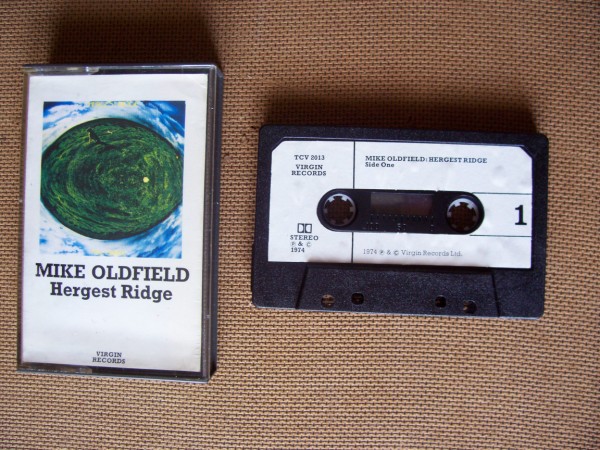 MIKE OLDFIELD
Hergest Ridge
VIRGIN
RECORDS
TCV 2013
VIRGIN
RECORDS
STEREO
℗ & ©
1974
MIKE OLDFIELD: HERGEST RIDGE
Side One
1
1974 ℗ & © Virgin Records Ltd.